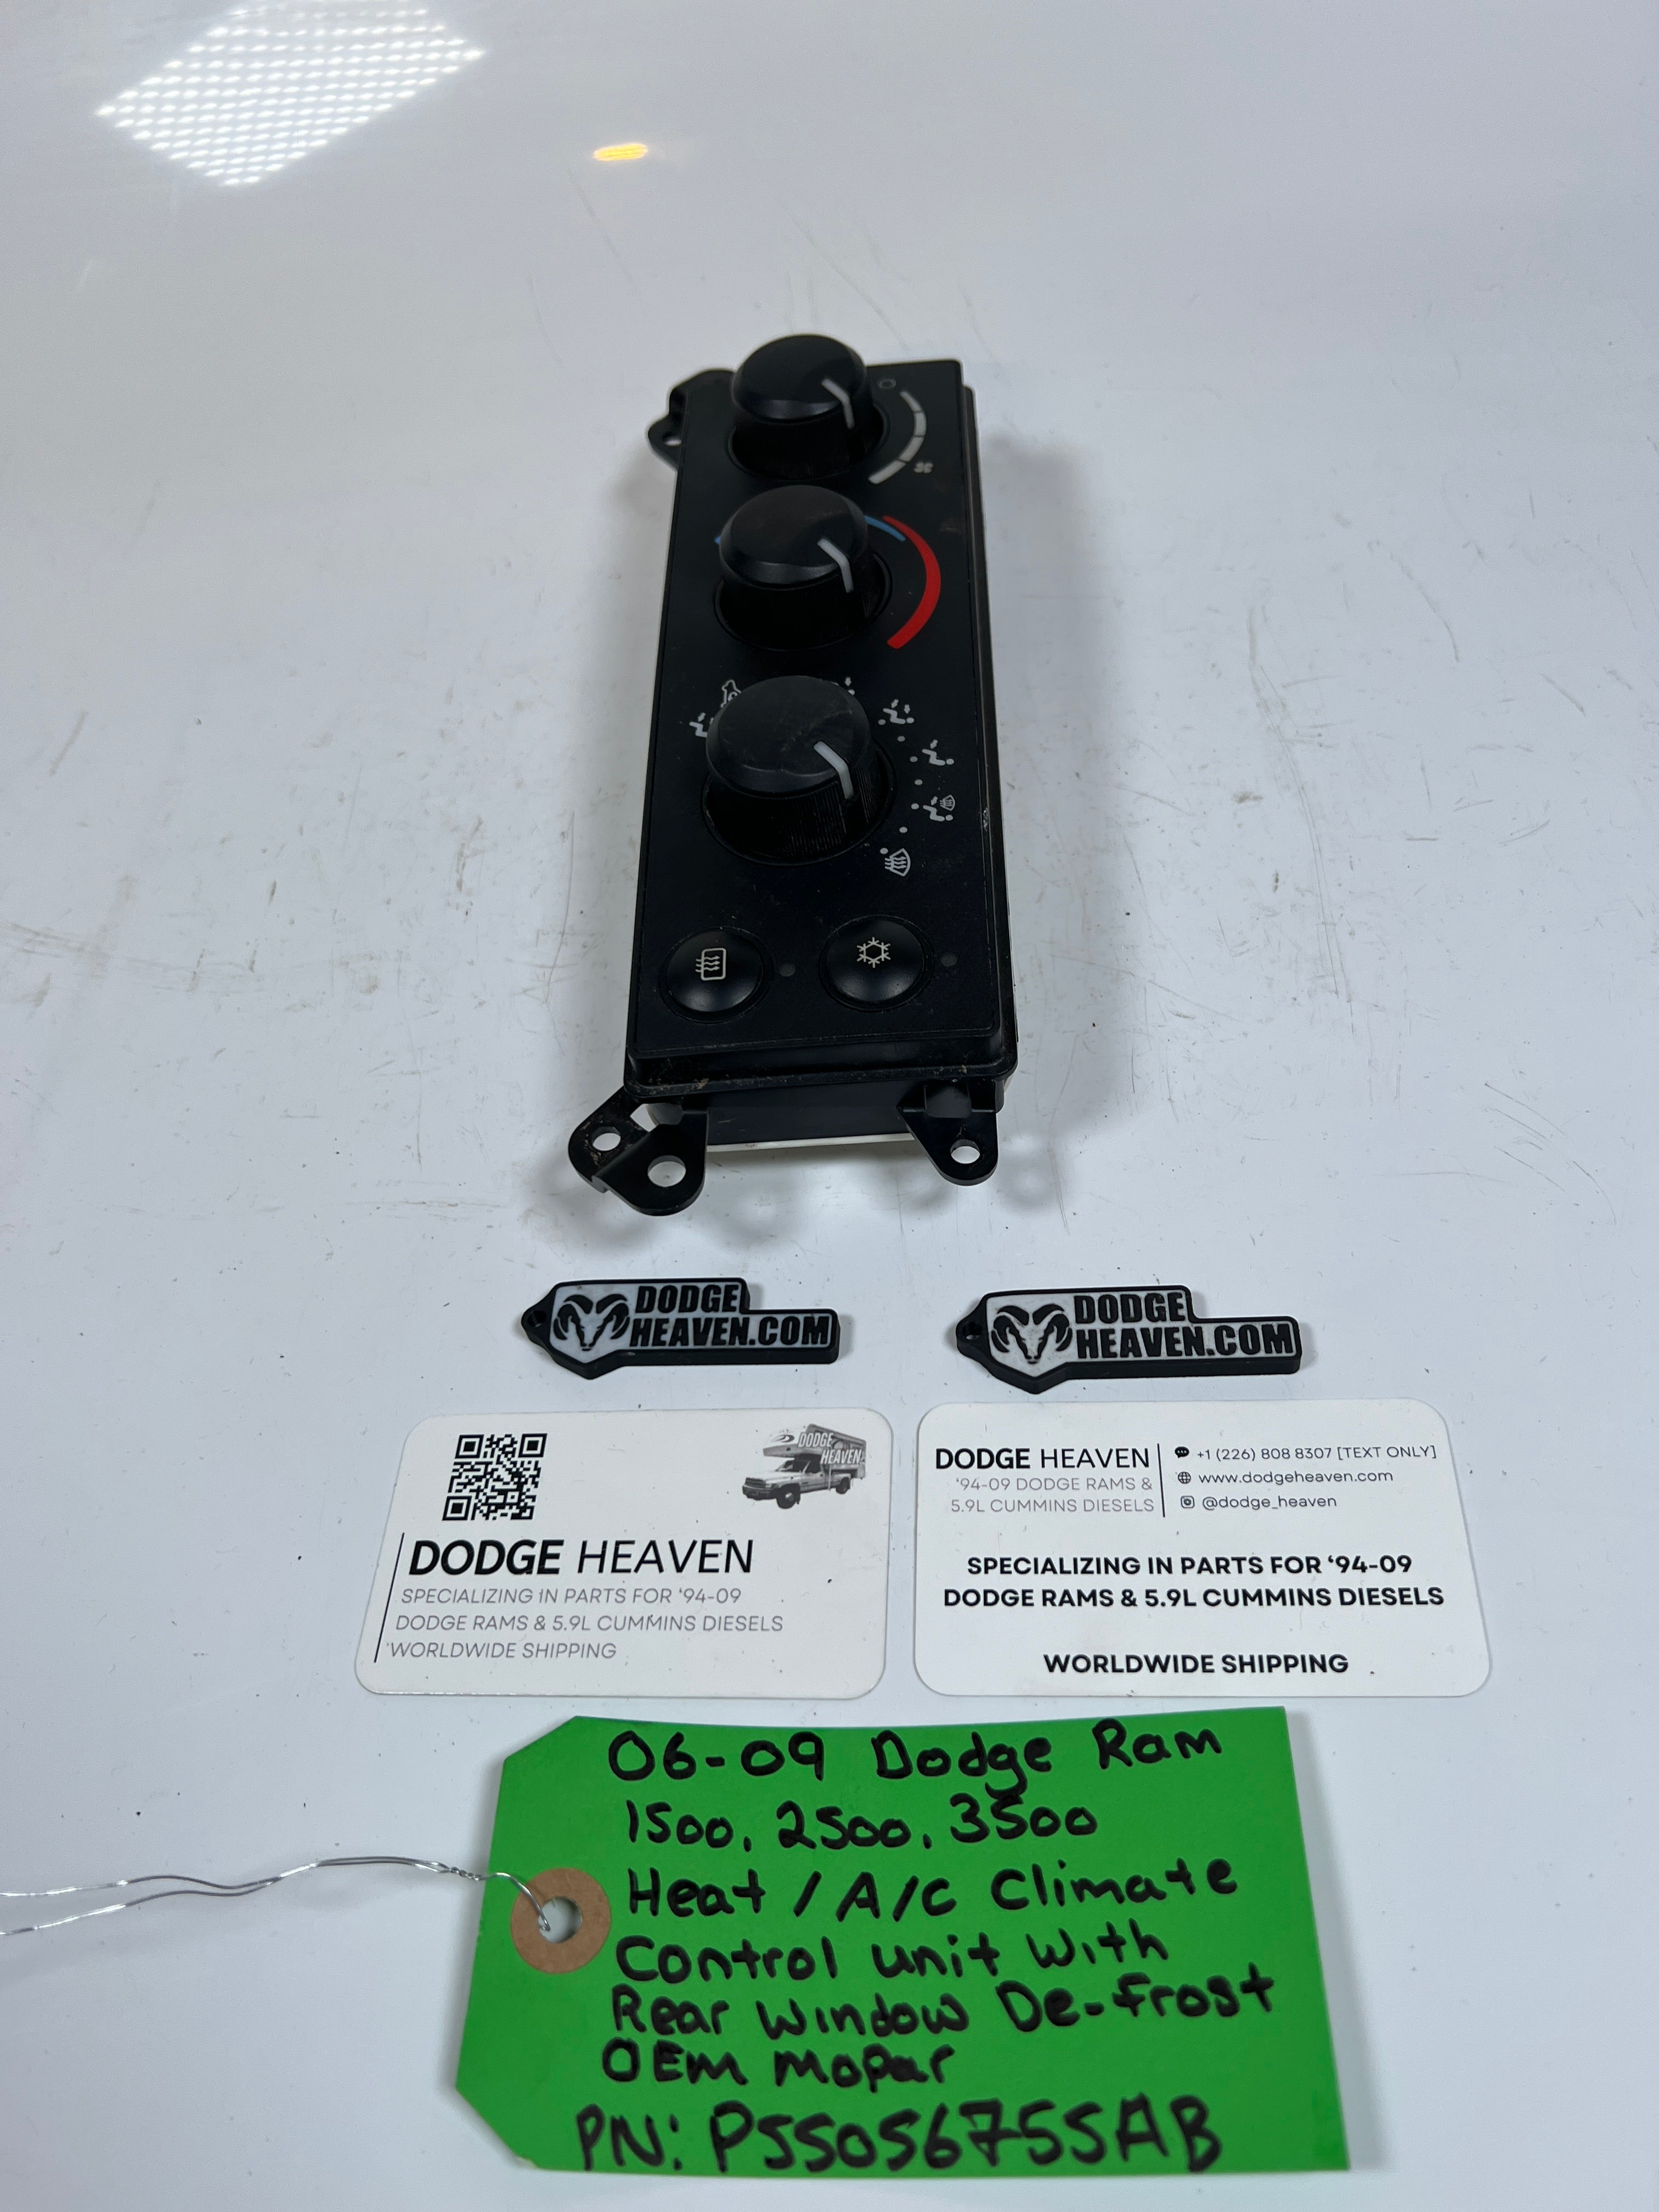 DODGE
HEAVEN.COM
DODGE
HEAVEN.COM
DODGE
HEAVEN
DODGE HEAVEN
SPECIALIZING IN PARTS FOR ‘94-09
DODGE RAMS & 5.9L CUMMINS DIESELS
WORLDWIDE SHIPPING
DODGE HEAVEN
‘94-09 DODGE RAMS &
5.9L CUMMINS DIESELS
+1 (226) 808 8307 [TEXT ONLY]
www.dodgeheaven.com
@dodge_heaven
SPECIALIZING IN PARTS FOR ‘94-09
DODGE RAMS & 5.9L CUMMINS DIESELS
WORLDWIDE SHIPPING
06-09 Dodge Ram
1500, 2500, 3500
Heat / A/C Climate
Control unit with
Rear Window De-frost
OEM Mopar
PN: P55056755AB